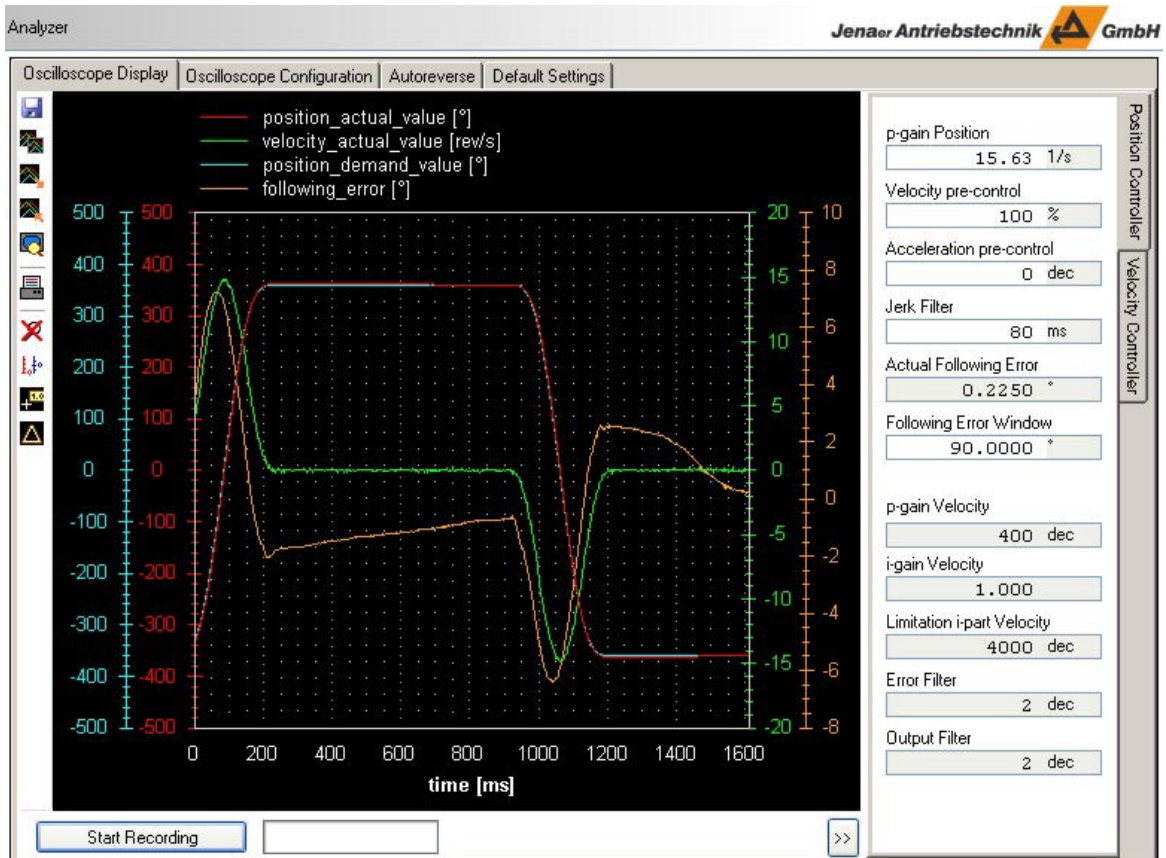 Analyzer
Jenaer Antriebstechnik GmbH
Oscilloscope Display Oscilloscope Configuration Autoreverse Default Settings
position_actual_value [°]
velocity_actual_value [rev/s]
position_demand_value [°]
following_error [°]
500 500 20 10
400 400 15 8
300 300 10 6
200 200 5 4
100 100 0 2
0 0 -5 0
-100 -100 -10 -2
-200 -200 -15 -4
-300 -300 -20 -6
-400 -400 -8
-500 -500
0 200 400 600 800 1000 1200 1400 1600
time [ms]
Start Recording >>
p-gain Position
15.63 1/s
Velocity pre-control
100 %
Acceleration pre-control
0 dec
Jerk Filter
80 ms
Actual Following Error
0.2250 °
Following Error Window
90.0000 °
p-gain Velocity
400 dec
i-gain Velocity
1.000
Limitation i-part Velocity
4000 dec
Error Filter
2 dec
Output Filter
2 dec
Position Controller
Velocity Controller
1.0